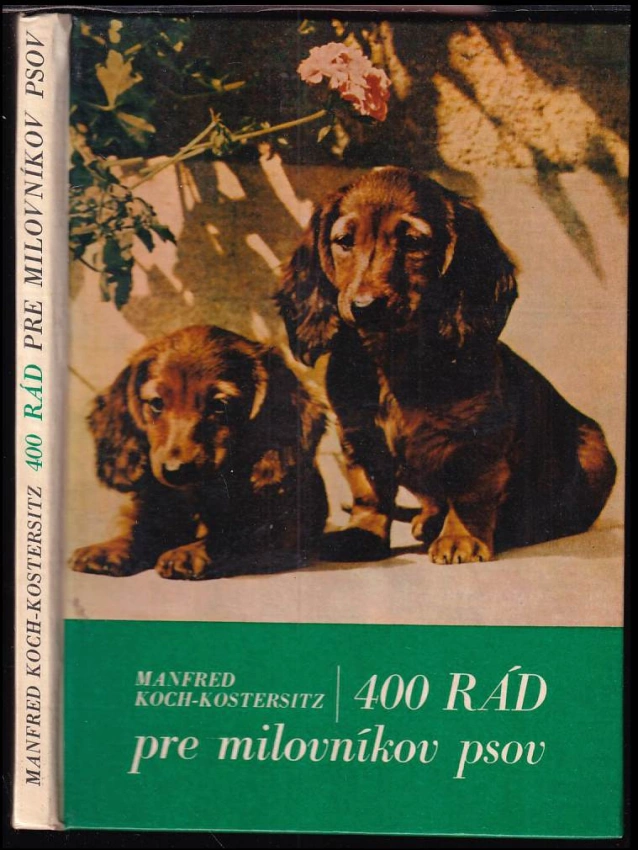 MANFRED KOCH-KOSTERSITZ 400 RÁD PRE MILOVNÍKOV PSOV
MANFRED
KOCH-KOSTERSITZ
400 RÁD
pre milovníkov psov